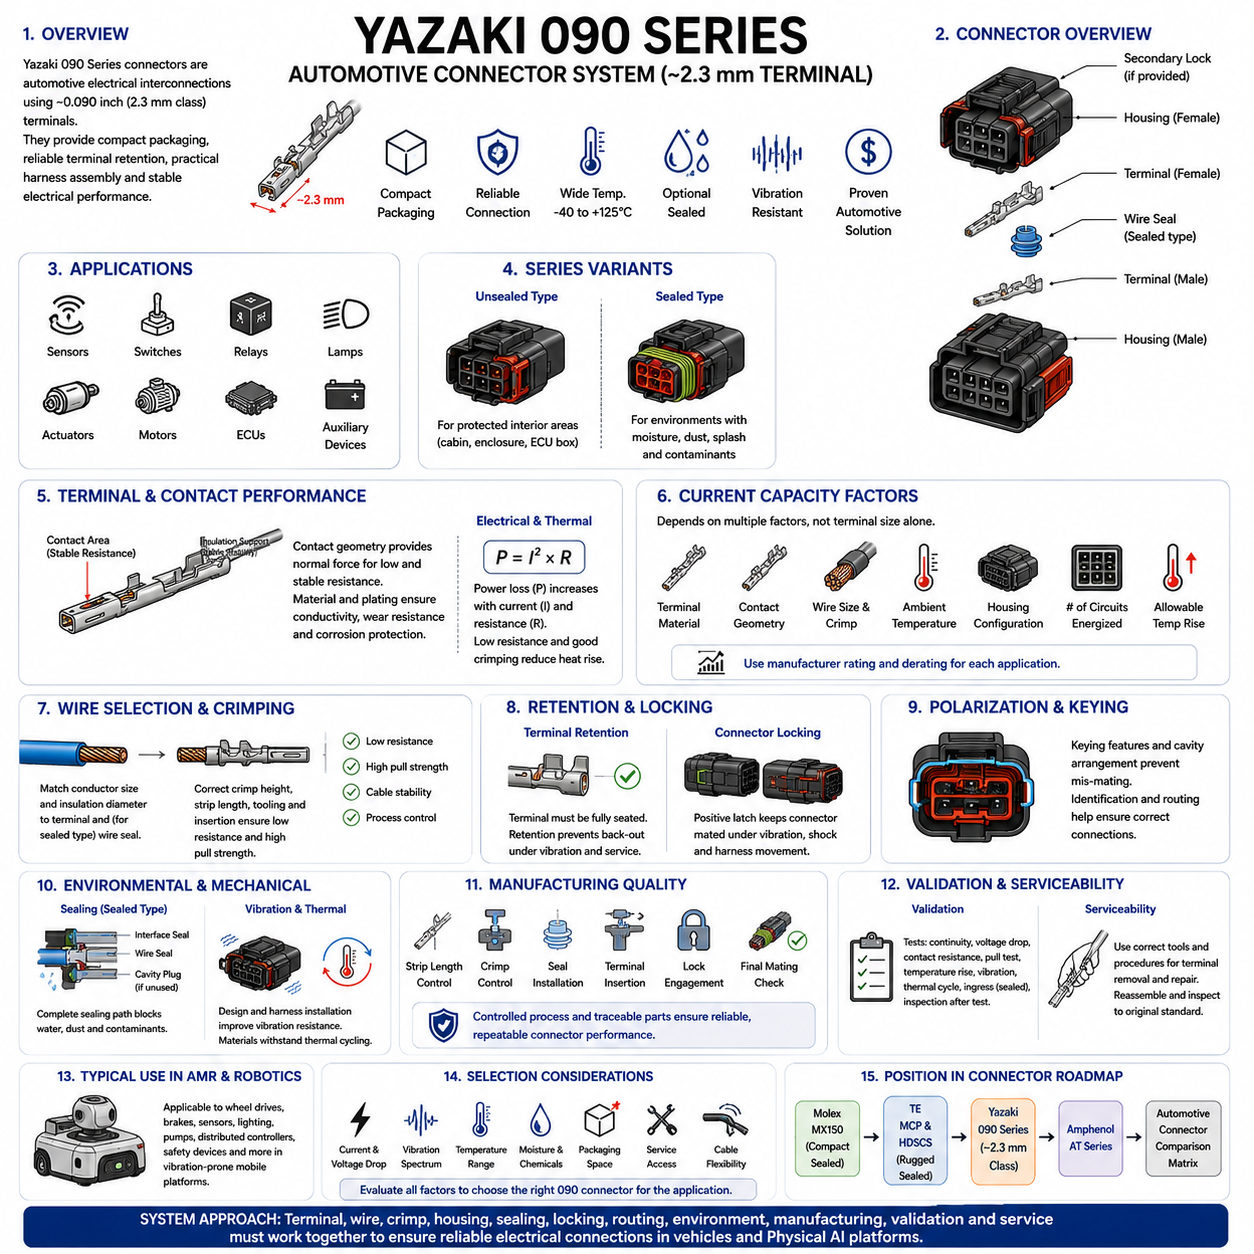 YAZAKI 090 SERIES
AUTOMOTIVE CONNECTOR SYSTEM (~2.3 mm TERMINAL)
1. OVERVIEW
Yazaki 090 Series connectors are
automotive electrical interconnections
using ~0.090 inch (2.3 mm class)
terminals.
They provide compact packaging,
reliable terminal retention, practical
harness assembly and stable
electrical performance.
~2.3 mm
Compact
Packaging
Reliable
Connection
Wide Temp.
-40 to +125°C
Optional
Sealed
Vibration
Resistant
$
Proven
Automotive
Solution
2. CONNECTOR OVERVIEW
Secondary Lock
(if provided)
Housing (Female)
Terminal (Female)
Wire Seal
(Sealed type)
Terminal (Male)
Housing (Male)
3. APPLICATIONS
Sensors
Switches
Relays
Lamps
Actuators
Motors
ECUs
Auxiliary
Devices
4. SERIES VARIANTS
Unsealed Type
For protected interior areas
(cabin, enclosure, ECU box)
Sealed Type
For environments with
moisture, dust, splash
and contaminants
5. TERMINAL & CONTACT PERFORMANCE
Contact Area
(Stable Resistance)
Insulation Support
Contact geometry provides
normal force for low and
stable resistance.
Material and plating ensure
conductivity, wear resistance
and corrosion protection.
Electrical & Thermal
P = I² × R
Power loss (P) increases
with current (I) and
resistance (R).
Low resistance and good
crimping reduce heat rise.
6. CURRENT CAPACITY FACTORS
Depends on multiple factors, not terminal size alone.
Terminal
Material
Contact
Geometry
Wire Size &
Crimp
Ambient
Temperature
Housing
Configuration
# of Circuits
Energized
Allowable
Temp Rise
Use manufacturer rating and derating for each application.
7. WIRE SELECTION & CRIMPING
Match conductor size
and insulation diameter
to terminal and (for
sealed type) wire seal.
Correct crimp height,
strip length, tooling and
insertion ensure low
resistance and high
pull strength.
Low resistance
High pull strength
Cable stability
Process control
8. RETENTION & LOCKING
Terminal Retention
Terminal must be fully seated.
Retention prevents back-out
under vibration and service.
Connector Locking
Positive latch keeps connector
mated under vibration, shock
and harness movement.
9. POLARIZATION & KEYING
Keying features and cavity
arrangement prevent
mis-mating.
Identification and routing
help ensure correct
connections.
10. ENVIRONMENTAL & MECHANICAL
Sealing (Sealed Type)
Interface Seal
Wire Seal
Cavity Plug
(if unused)
Complete sealing path blocks
water, dust and contaminants.
Vibration & Thermal
Design and harness installation
improve vibration resistance.
Materials withstand thermal cycling.
11. MANUFACTURING QUALITY
Strip Length
Control
Crimp
Control
Seal
Installation
Terminal
Insertion
Lock
Engagement
Final Mating
Check
Controlled process and traceable parts ensure reliable,
repeatable connector performance.
12. VALIDATION & SERVICEABILITY
Validation
Tests: continuity, voltage drop,
contact resistance, pull test,
temperature rise, vibration,
thermal cycle, ingress (sealed),
inspection after test.
Serviceability
Use correct tools and
procedures for terminal
removal and repair.
Reassemble and inspect
to original standard.
13. TYPICAL USE IN AMR & ROBOTICS
Applicable to wheel drives,
brakes, sensors, lighting,
pumps, distributed controllers,
safety devices and more in
vibration-prone mobile
platforms.
14. SELECTION CONSIDERATIONS
Current &
Voltage Drop
Vibration
Spectrum
Temperature
Range
Moisture &
Chemicals
Packaging
Space
Service
Access
Cable
Flexibility
Evaluate all factors to choose the right 090 connector for the application.
15. POSITION IN CONNECTOR ROADMAP
Molex
MX150
(Compact
Sealed)
TE
MCP &
HDSCS
(Rugged
Sealed)
Yazaki
090 Series
(~2.3 mm
Class)
Amphenol
AT Series
Automotive
Connector
Comparison
Matrix
SYSTEM APPROACH: Terminal, wire, crimp, housing, sealing, locking, routing, environment, manufacturing, validation and service
must work together to ensure reliable electrical connections in vehicles and Physical AI platforms.